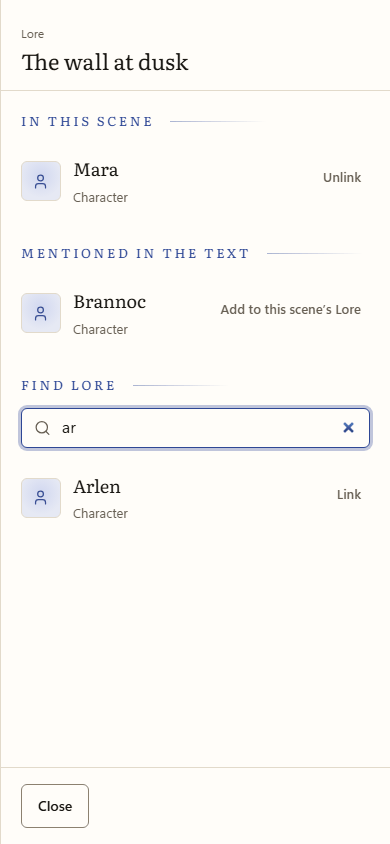 Lore
The wall at dusk
IN THIS SCENE
Mara
Unlink
Character
MENTIONED IN THE TEXT
Brannoc
Add to this scene's Lore
Character
FIND LORE
ar
Arlen
Link
Character
Close